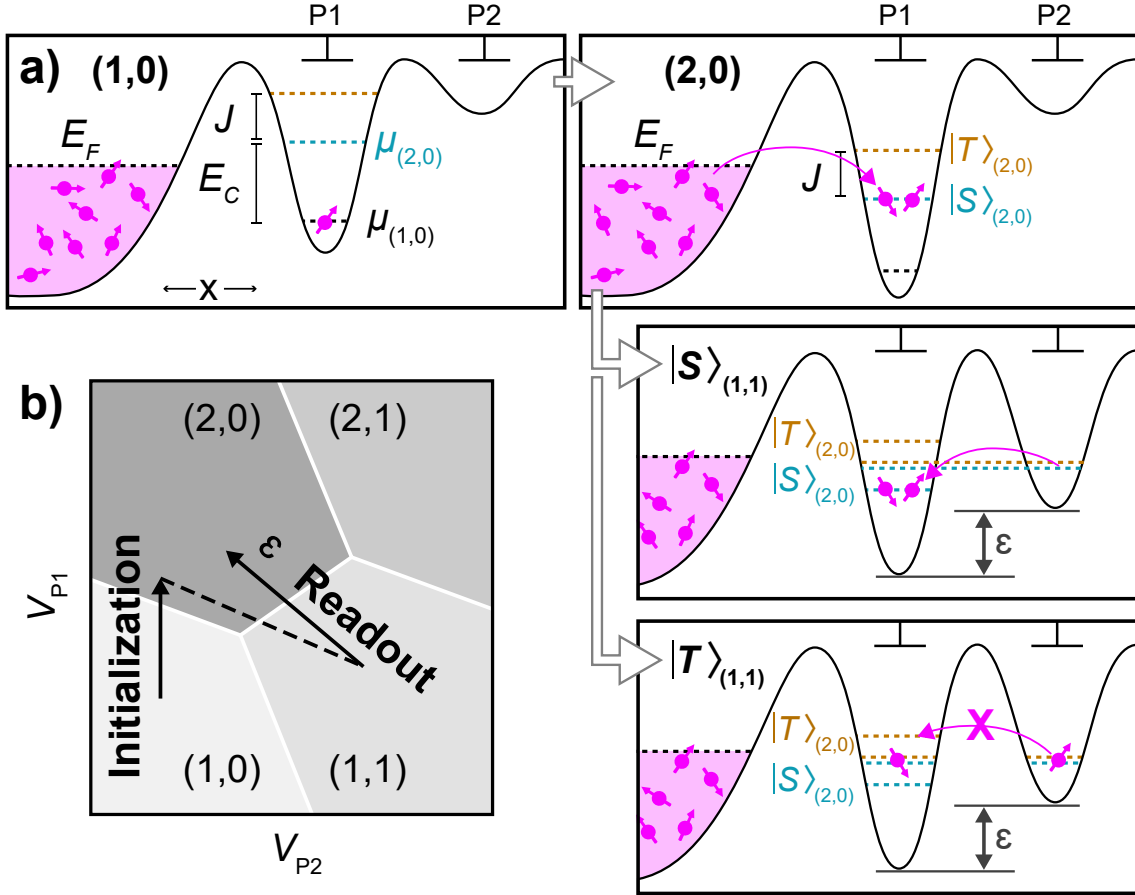 P1 P2
a) (1,0)
J
E_F
μ_(2,0)
E_C
μ_(1,0)
x
P1 P2
(2,0)
E_F
J
|T⟩_(2,0)
|S⟩_(2,0)
|S⟩_(1,1)
|T⟩_(2,0)
|S⟩_(2,0)
ε
|T⟩_(1,1)
X
|T⟩_(2,0)
|S⟩_(2,0)
ε
b)
(2,0) (2,1)
ε
Readout
Initialization
(1,0) (1,1)
V_P1
V_P2